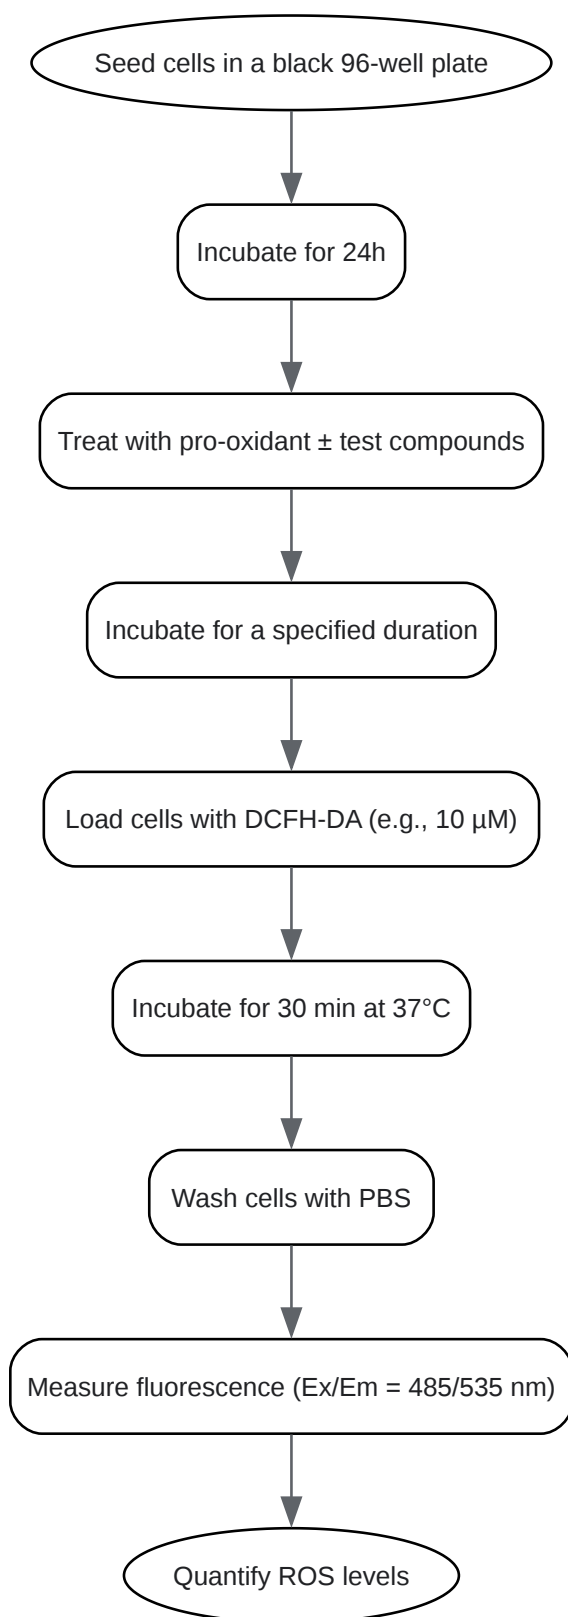 Seed cells in a black 96-well plate
Incubate for 24h
Treat with pro-oxidant ± test compounds
Incubate for a specified duration
Load cells with DCFH-DA (e.g., 10 µM)
Incubate for 30 min at 37°C
Wash cells with PBS
Measure fluorescence (Ex/Em = 485/535 nm)
Quantify ROS levels